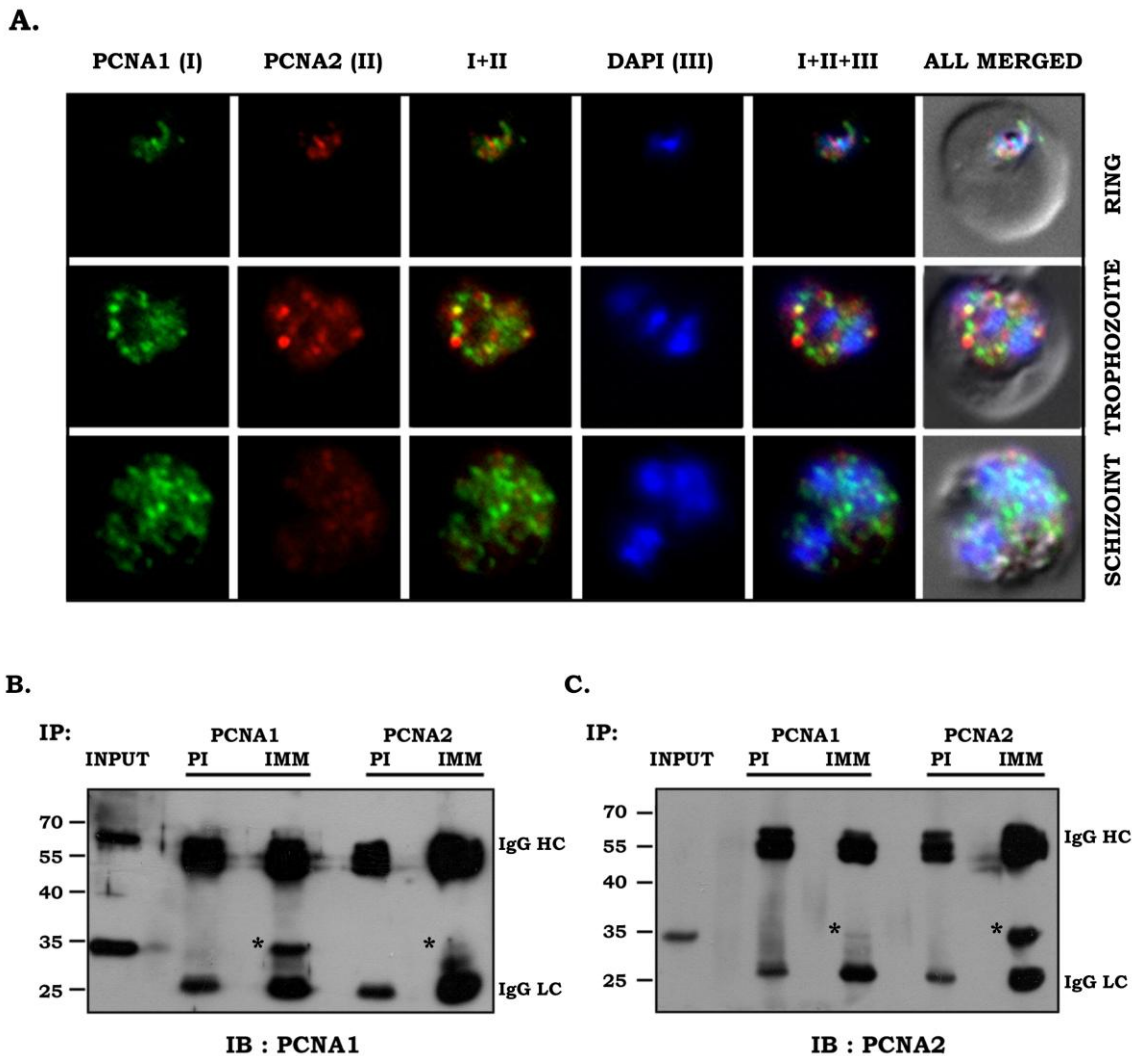 A.
PCNA1 (I) PCNA2 (II) I+II DAPI (III) I+II+III ALL MERGED
RING
TROPHOZOITE
SCHIZOINT
B.
IP:
PCNA1 PCNA2
INPUT PI IMM PI IMM
70
55
40
35
25
IgG HC
* *
IgG LC
IB : PCNA1
C.
IP:
PCNA1 PCNA2
INPUT PI IMM PI IMM
70
55
40
35
25
IgG HC
* *
IgG LC
IB : PCNA2